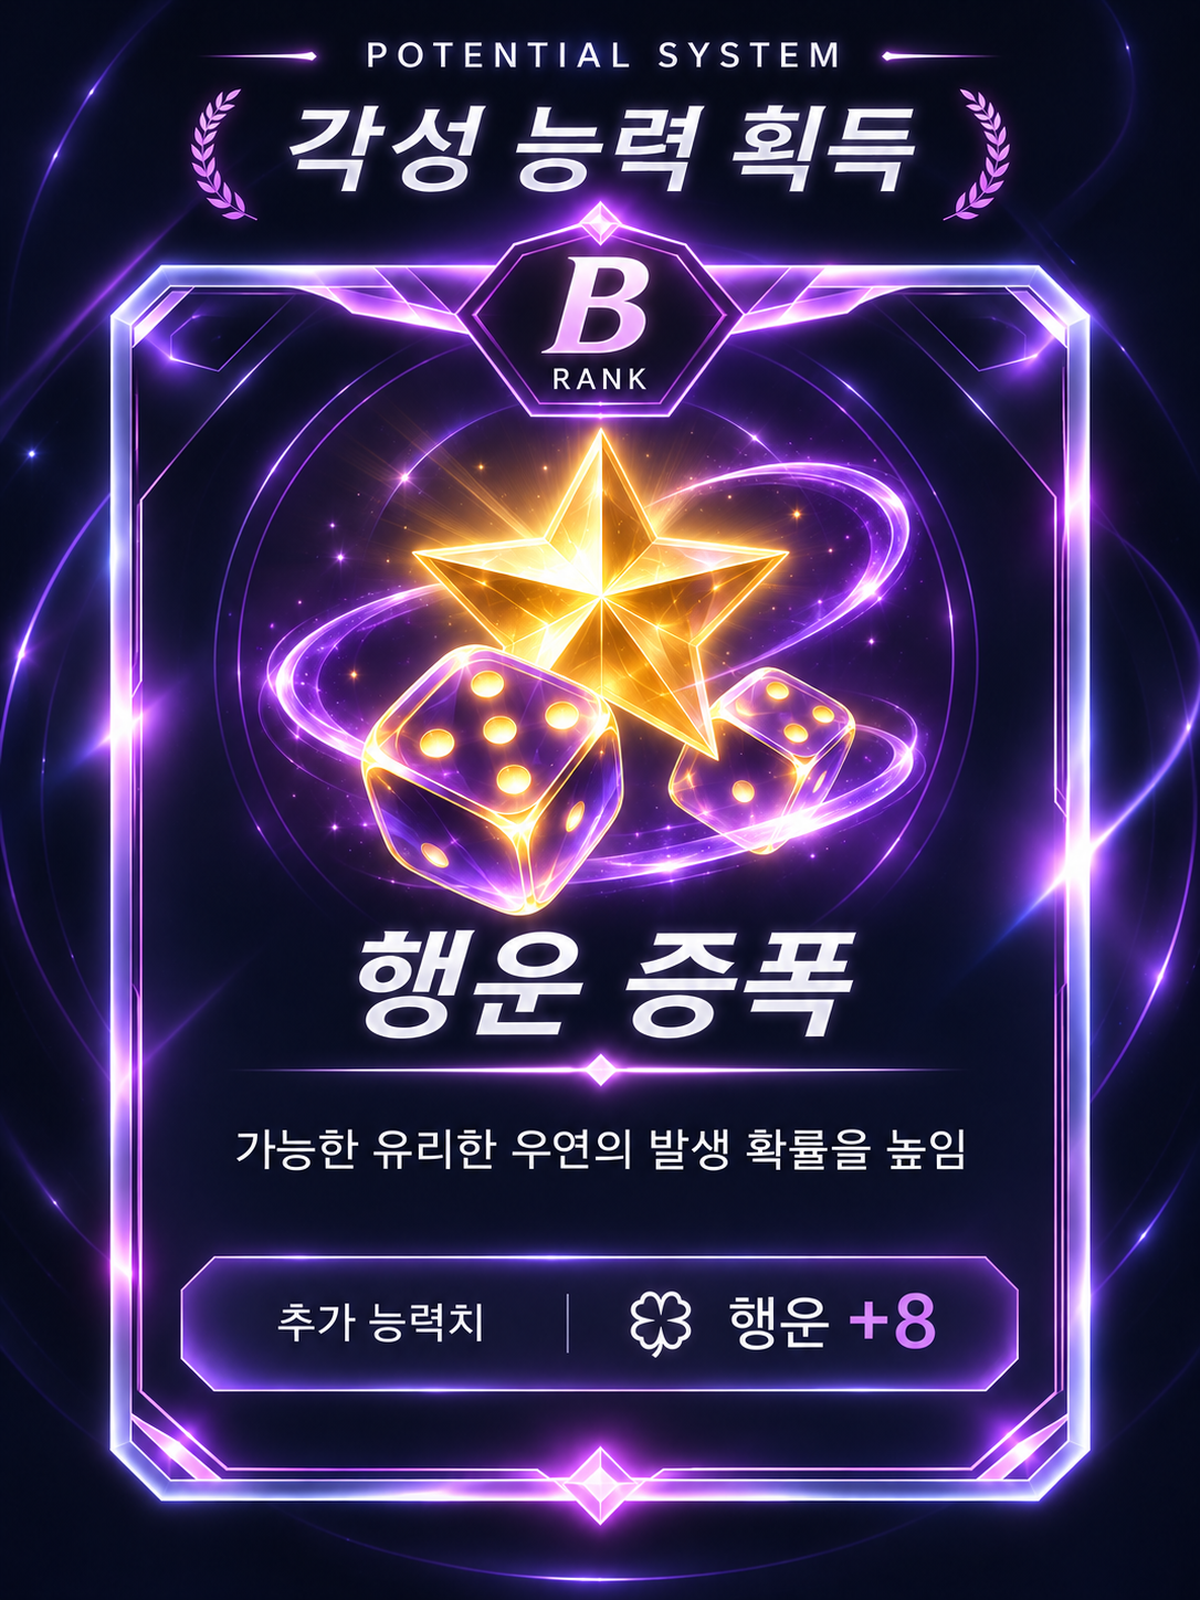 POTENTIAL SYSTEM
각성 능력 획득
B
RANK
행운 증폭
가능한 유리한 우연의 발생 확률을 높임
추가 능력치 행운 +8